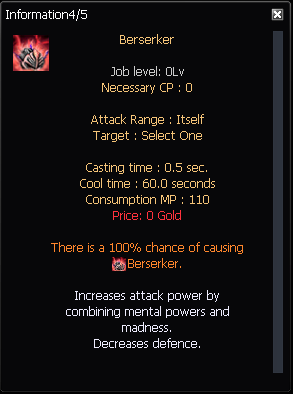 Information4/5
Berserker
Job level: 0Lv
Necessary CP : 0
Attack Range : Itself
Target : Select One
Casting time : 0.5 sec.
Cool time : 60.0 seconds
Consumption MP : 110
Price: 0 Gold
There is a 100% chance of causing
Berserker.
Increases attack power by
combining mental powers and
madness.
Decreases defence.